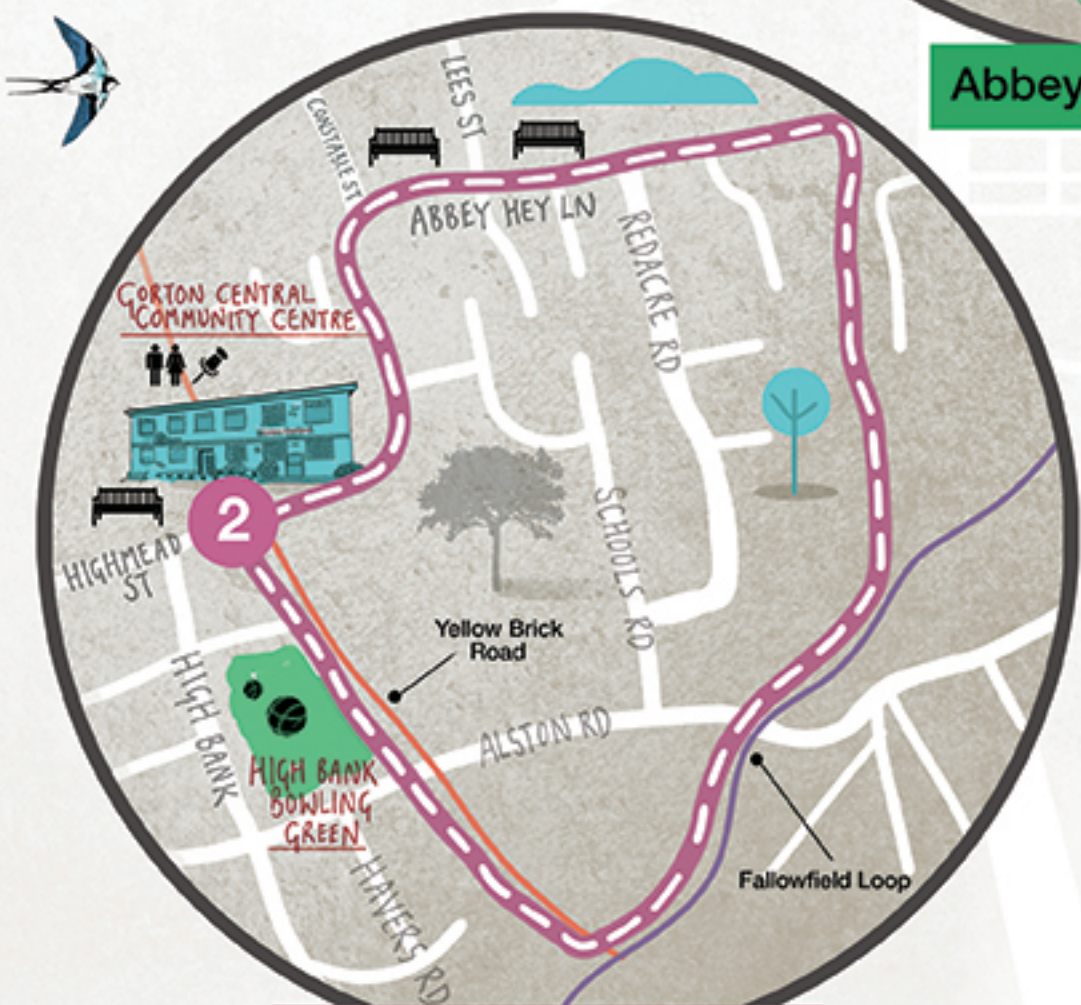 Abbey
LEES ST
CONSTABLE ST
ABBEY HEY LN
REDACRE RD
GORTON CENTRAL
COMMUNITY CENTRE
2
HIGHMEAD
ST
SCHOOLS RD
Yellow Brick
Road
HIGH BANK
ALSTON RD
HIGH BANK
BOWLING
GREEN
HAVERS RD
Fallowfield Loop